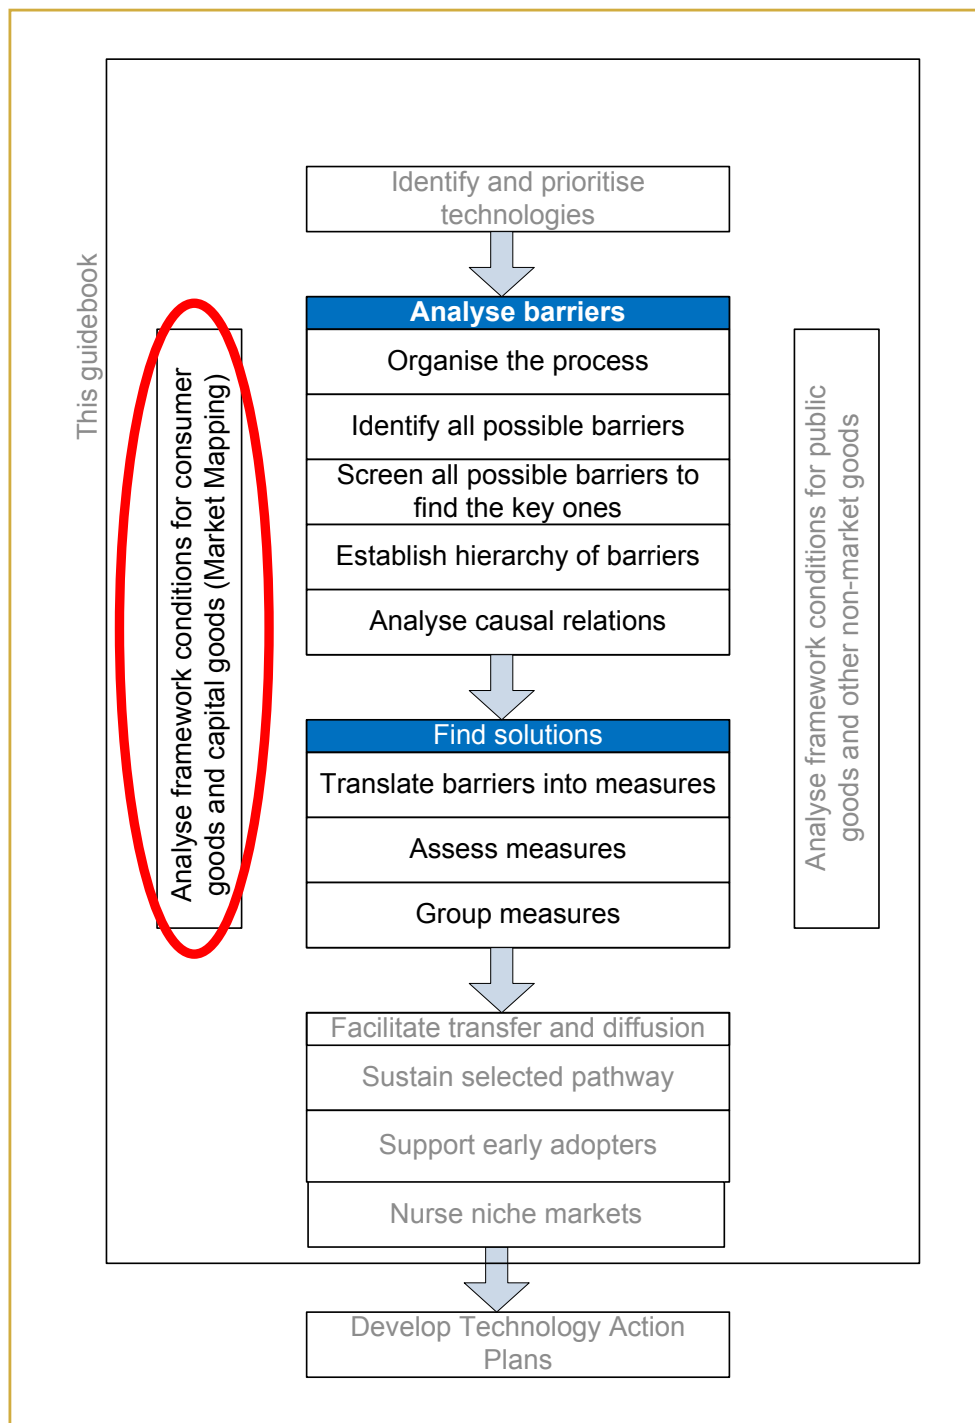 This guidebook
Identify and prioritise
technologies
Analyse barriers
Organise the process
Identify all possible barriers
Screen all possible barriers to
find the key ones
Establish hierarchy of barriers
Analyse causal relations
Analyse framework conditions for consumer
goods and capital goods (Market Mapping)
Analyse framework conditions for public
goods and other non-market goods
Find solutions
Translate barriers into measures
Assess measures
Group measures
Facilitate transfer and diffusion
Sustain selected pathway
Support early adopters
Nurse niche markets
Develop Technology Action
Plans